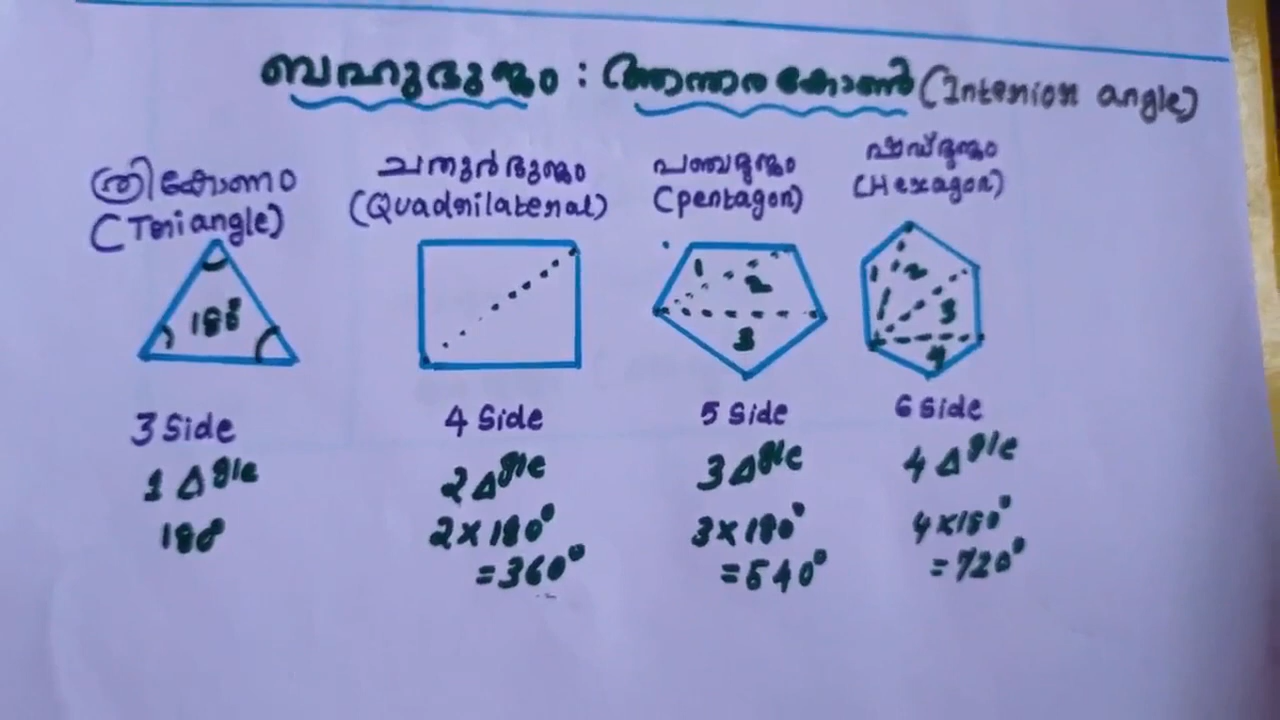 ബഹുഭുജം : ആന്തരകോൺ (Interior angle)
ത്രികോണം
(Triangle)
180°
3 Side
1 △gle
180°
ചതുർഭുജം
(Quadrilateral)
4 Side
2 △gle
2×180°
=360°
പഞ്ചഭുജം
(pentagon)
1
2
3
5 Side
3 △gle
3×180°
=540°
ഷഡ്ഭുജം
(Hexagon)
1
2
3
4
6 Side
4 △gle
4×180°
=720°